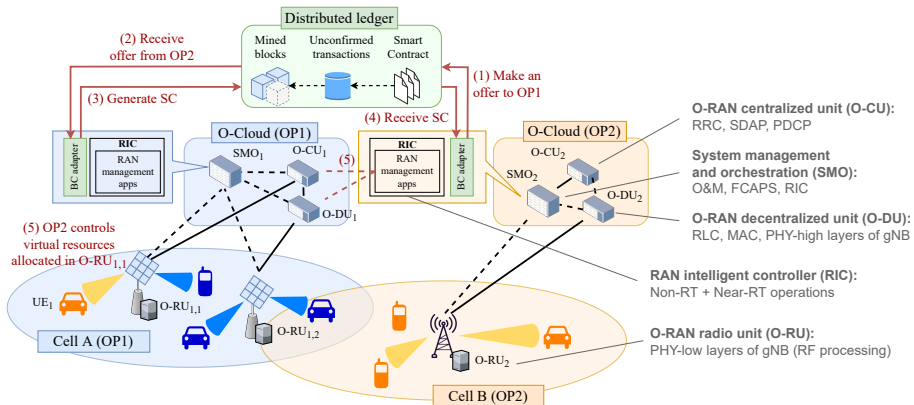 Distributed ledger
Mined
blocks
Unconfirmed
transactions
Smart
Contract
(2) Receive
offer from OP2
(3) Generate SC
(1) Make an
offer to OP1
(4) Receive SC
BC adapter
RIC
RAN
management
apps
O-Cloud (OP1)
SMO1
O-CU1
O-DU1
(5)
RIC
RAN
management
apps
BC adapter
O-Cloud (OP2)
O-CU2
SMO2
O-DU2
(5) OP2 controls
virtual resources
allocated in O-RU1,1
UE1
O-RU1,1
O-RU1,2
Cell A (OP1)
O-RU2
Cell B (OP2)
O-RAN centralized unit (O-CU):
RRC, SDAP, PDCP
System management
and orchestration (SMO):
O&M, FCAPS, RIC
O-RAN decentralized unit (O-DU):
RLC, MAC, PHY-high layers of gNB
RAN intelligent controller (RIC):
Non-RT + Near-RT operations
O-RAN radio unit (O-RU):
PHY-low layers of gNB (RF processing)